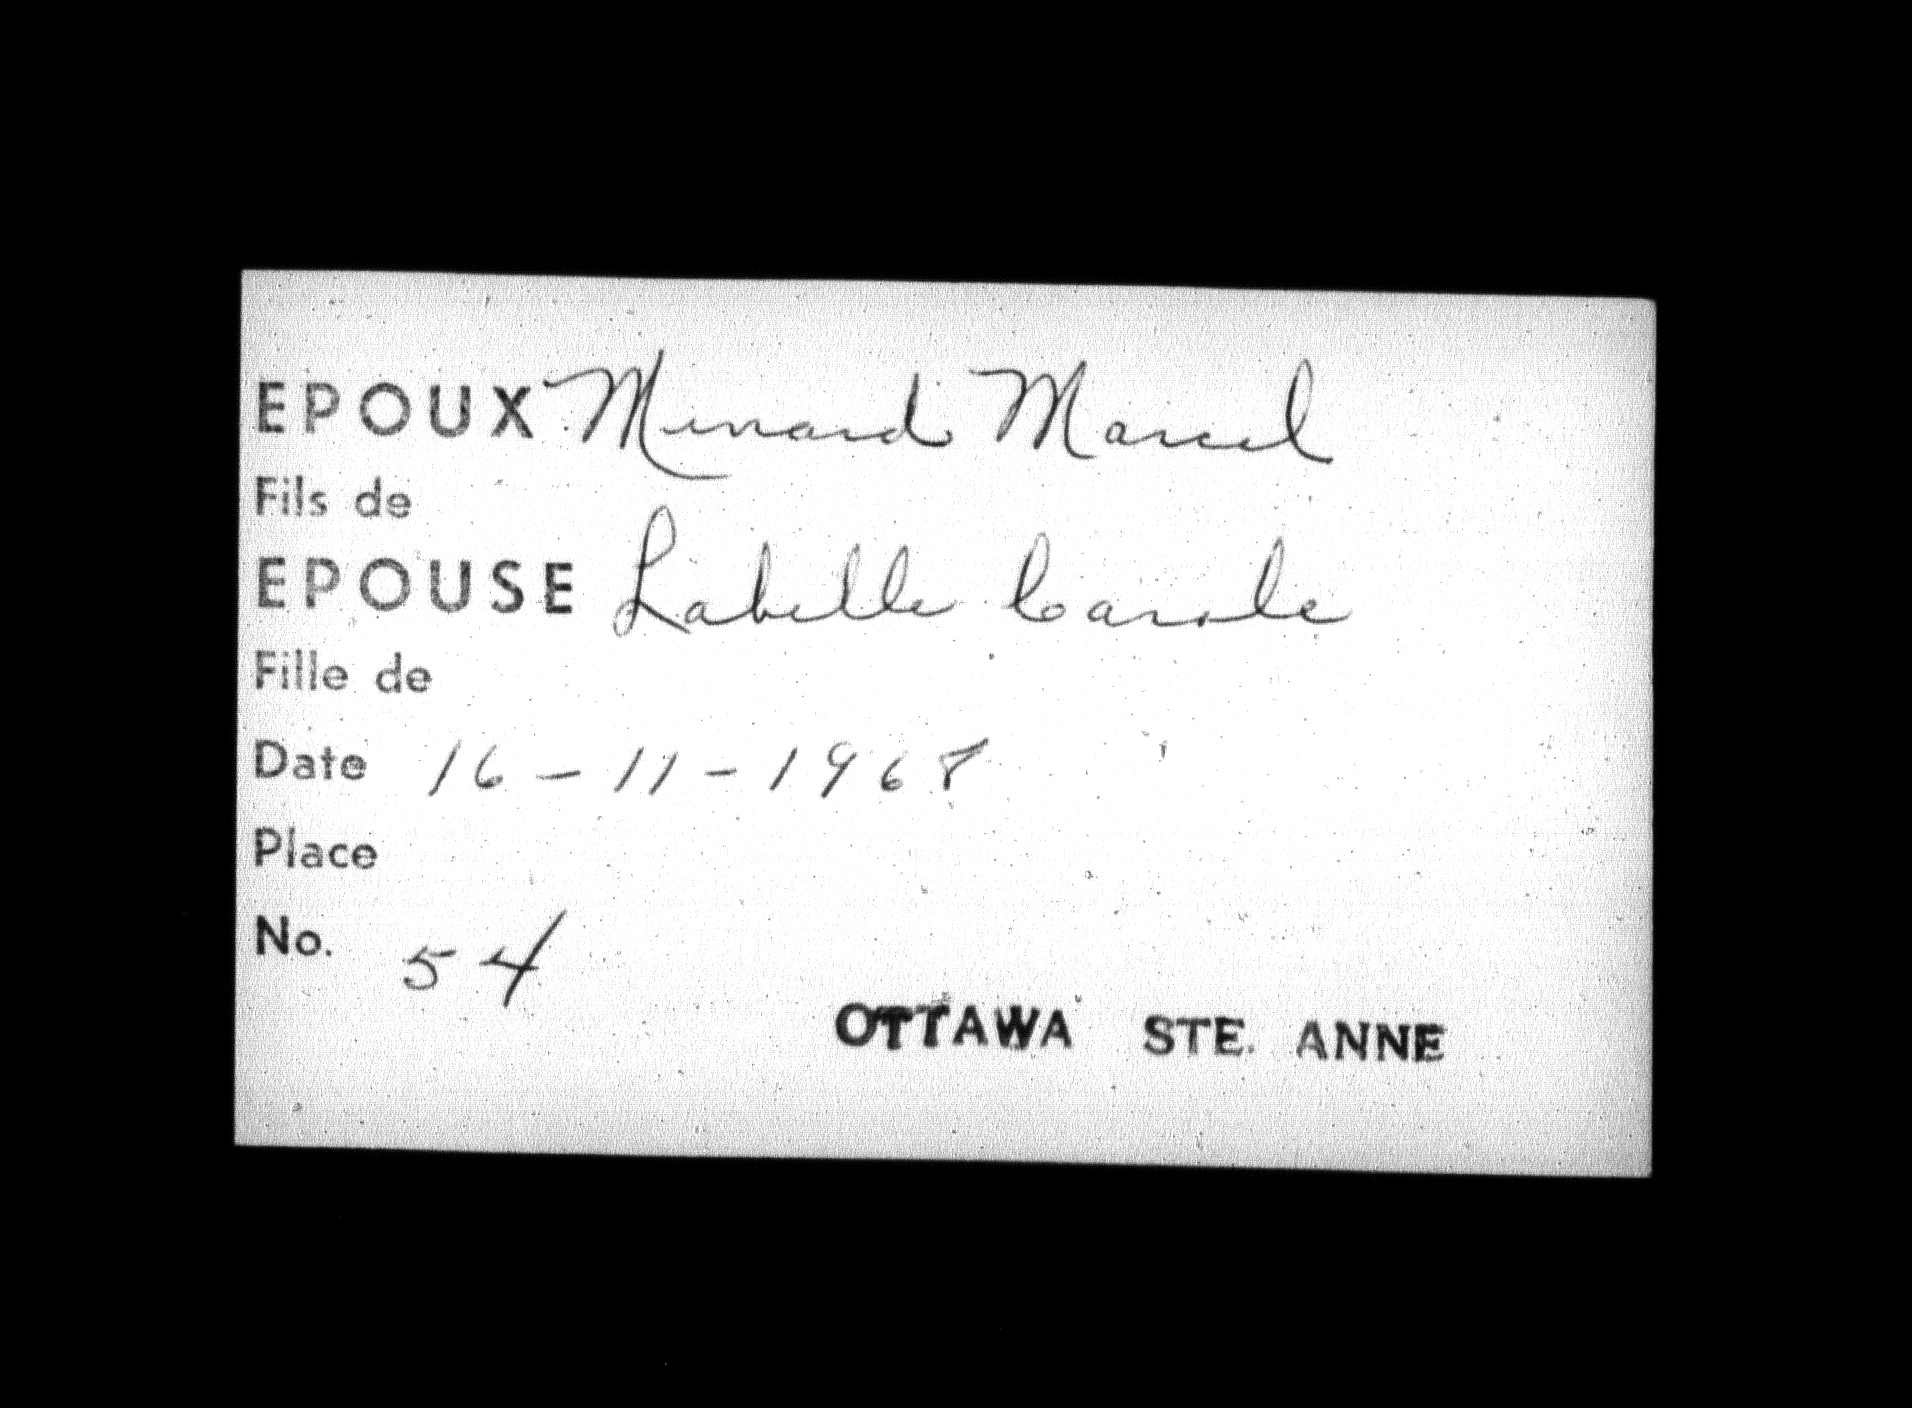 EPOUX Menard Marcel
Fils de
EPOUSE Labelle Carole
Fille de
Date 16-11-1968
Place
No. 54
OTTAWA STE. ANNE